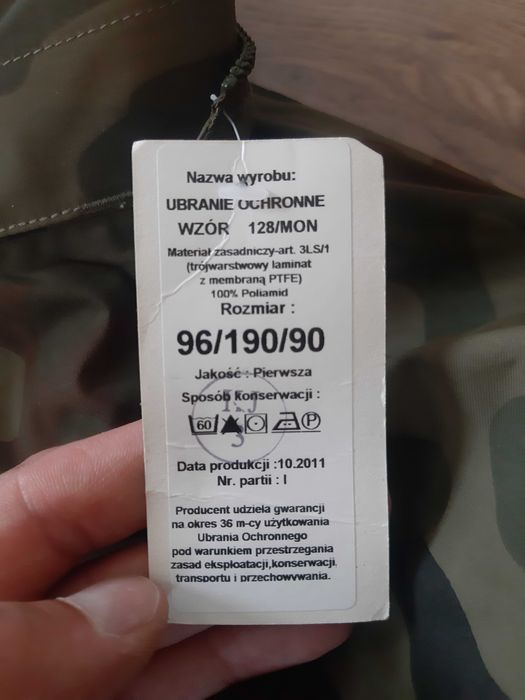 Nazwa wyrobu:
UBRANIE OCHRONNE
WZÓR 128/MON
Materiał zasadniczy-art. 3LS/1
(trójwarstwowy laminat
z membraną PTFE)
100% Poliamid
Rozmiar :
96/190/90
Jakość : Pierwsza
Sposób konserwacji :
60 P
Data produkcji :10.2011
Nr. partii : I
Producent udziela gwarancji
na okres 36 m-cy użytkowania
Ubrania Ochronnego
pod warunkiem przestrzegania
zasad eksploatacji,konserwacji,
transportu i przechowywania.